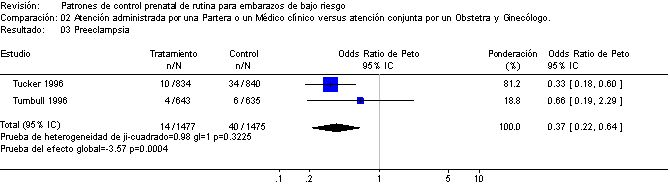 Revisión: Patrones de control prenatal de rutina para embarazos de bajo riesgo
Comparación: 02 Atención administrada por una Partera o un Médico clínico versus atención conjunta por un Obstetra y Ginecólogo.
Resultado: 03 Preeclampsia
Estudio Tratamiento Control Odds Ratio de Peto Ponderación Odds Ratio de Peto
n/N n/N 95% IC (%) 95% IC
Tucker 1996 10/834 34/840 81.2 0.33 [0.18, 0.60]
Turnbull 1996 4/643 6/635 18.8 0.66 [0.19, 2.29]
Total (95% IC) 14/1477 40/1475 100.0 0.37 [0.22, 0.64]
Prueba de heterogeneidad de ji-cuadrado=0.98 gl=1 p=0.3225
Prueba del efecto global=-3.57 p=0.0004
.1 .2 1 5 10